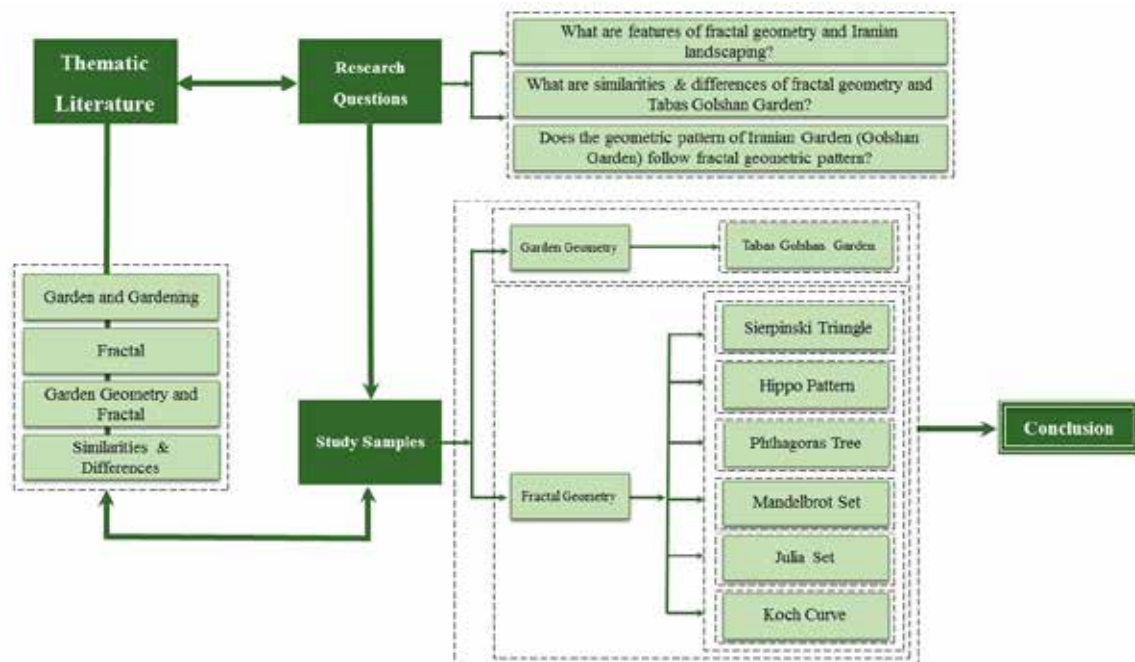 Thematic
Literature
Research
Questions
What are features of fractal geometry and Iranian
landscaping?
What are similarities & differences of fractal geometry and
Tabas Golshan Garden?
Does the geometric pattern of Iranian Garden (Golshan
Garden) follow fractal geometric pattern?
Garden and Gardening
Fractal
Garden Geometry and
Fractal
Similarities &
Differences
Study Samples
Garden Geometry
Tabas Golshan Garden
Fractal Geometry
Sierpinski Triangle
Hippo Pattern
Phthagoras Tree
Mandelbrot Set
Julia Set
Koch Curve
Conclusion